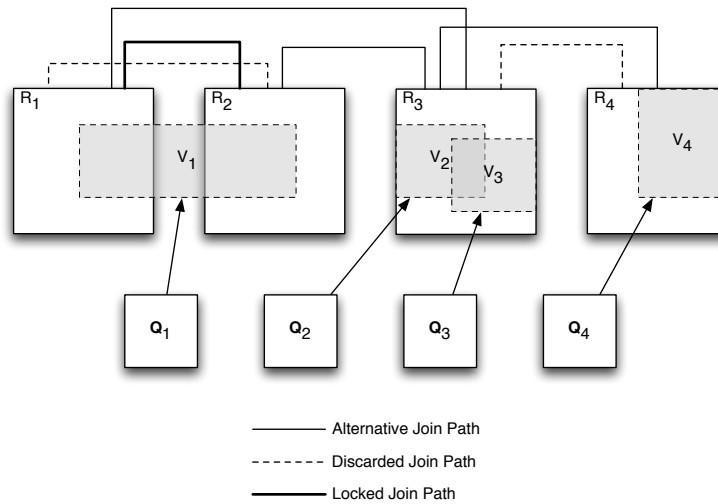 R1 R2 R3 R4
V1 V2 V3 V4
Q1 Q2 Q3 Q4
Alternative Join Path
Discarded Join Path
Locked Join Path